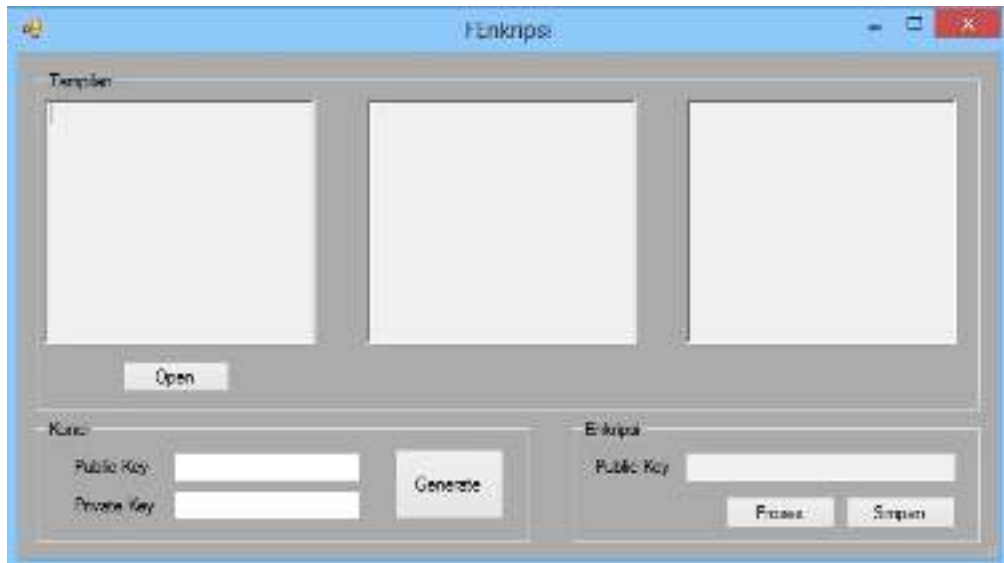 FEnkripsi
Tampilan
Open
Kunci
Public Key
Private Key
Generate
Enkripsi
Public Key
Proses
Simpan